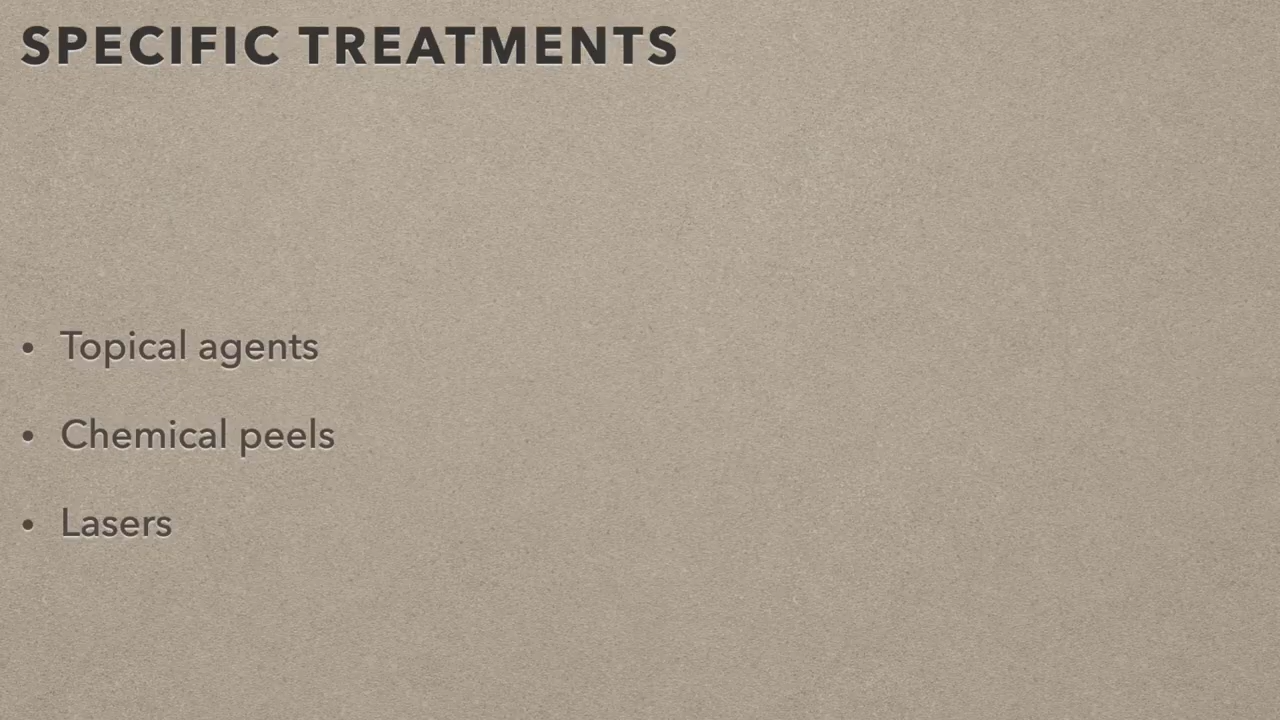 SPECIFIC TREATMENTS
• Topical agents
• Chemical peels
• Lasers